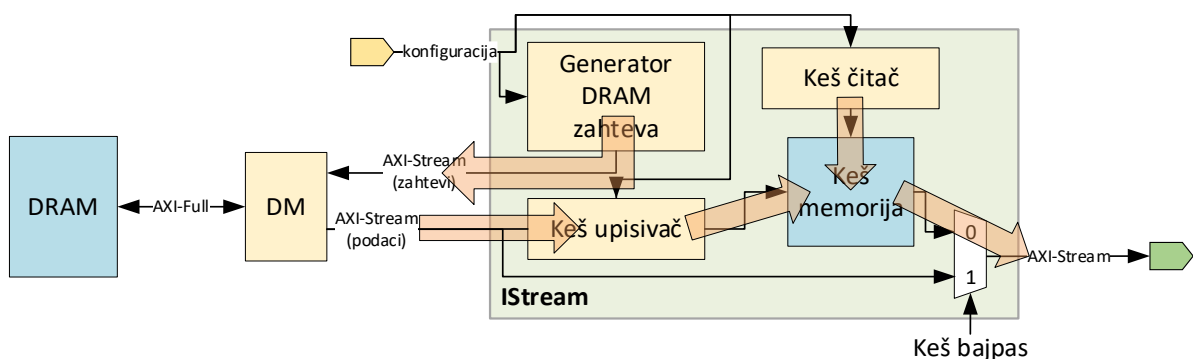 konfiguracija
Generator
DRAM
zahteva
Keš čitač
AXI-Stream
(zahtevi)
Keš
memorija
DRAM
AXI-Full
DM
AXI-Stream
(podaci)
Keš upisivač
0
AXI-Stream
1
IStream
Keš bajpas